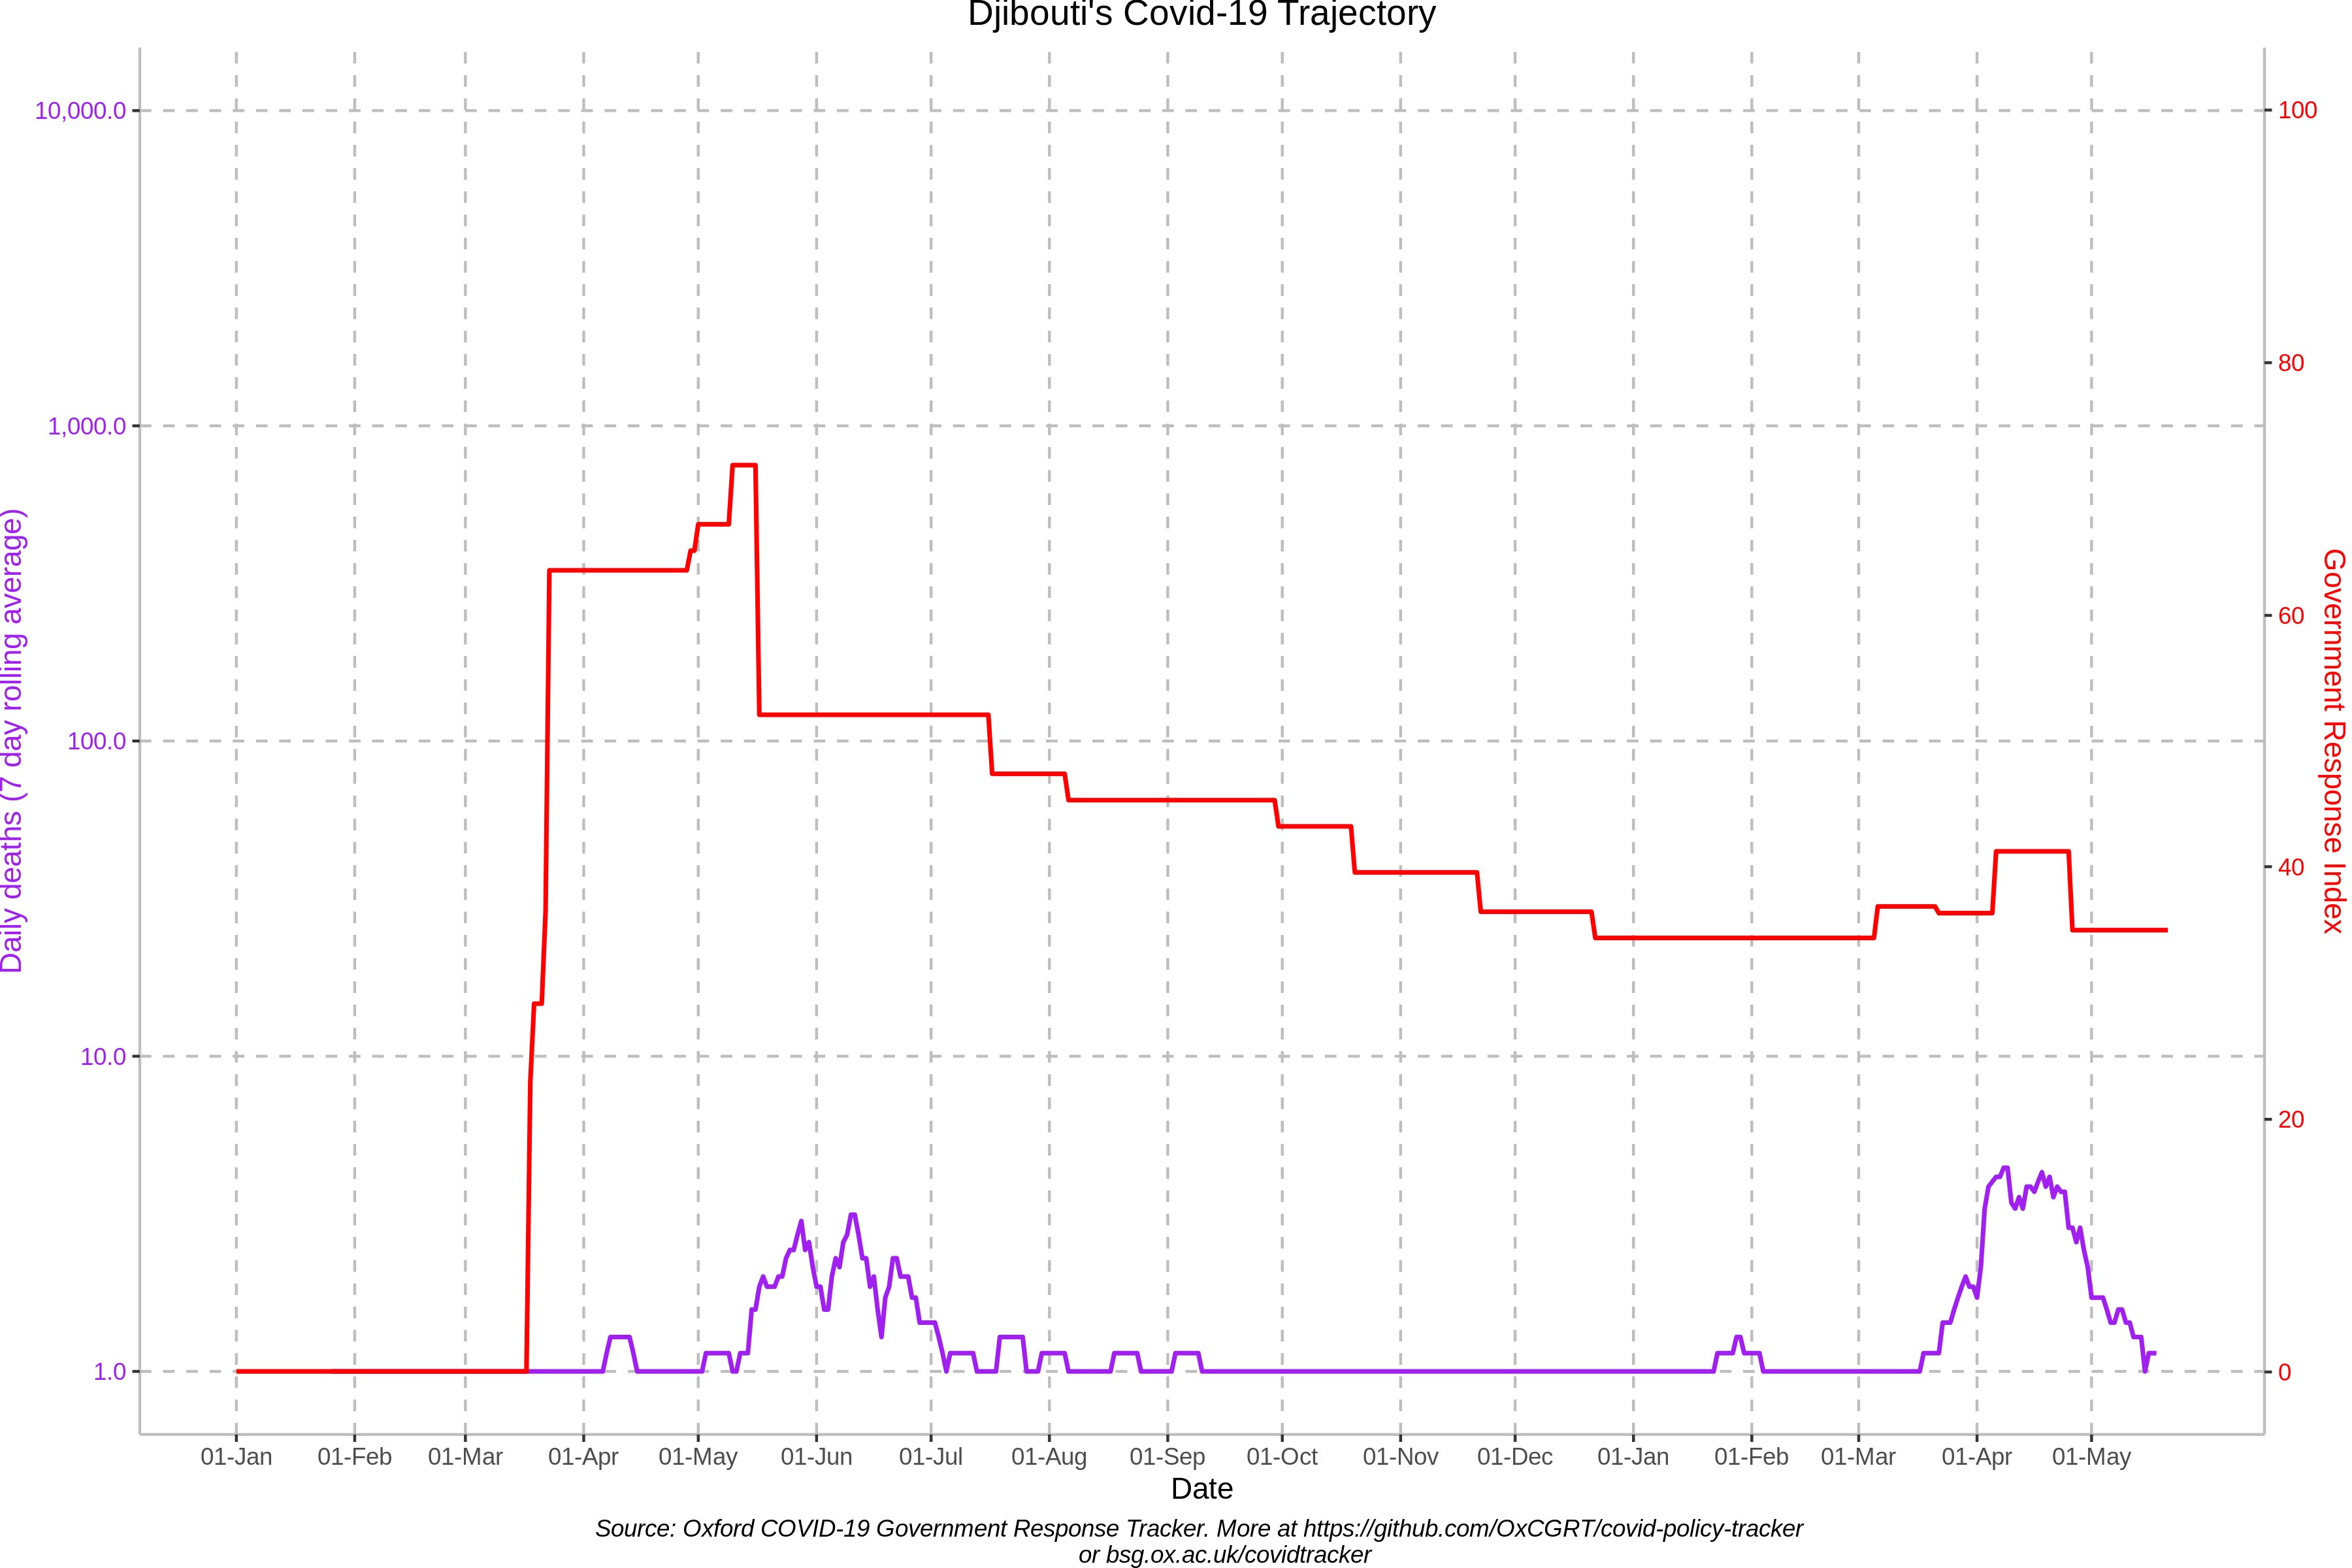 Djibouti's Covid-19 Trajectory
10,000.0
1,000.0
100.0
10.0
1.0
Daily deaths (7 day rolling average)
100
80
60
40
20
0
Government Response Index
01-Jan 01-Feb 01-Mar 01-Apr 01-May 01-Jun 01-Jul 01-Aug 01-Sep 01-Oct 01-Nov 01-Dec 01-Jan 01-Feb 01-Mar 01-Apr 01-May
Date
Source: Oxford COVID-19 Government Response Tracker. More at https://github.com/OxCGRT/covid-policy-tracker
or bsg.ox.ac.uk/covidtracker